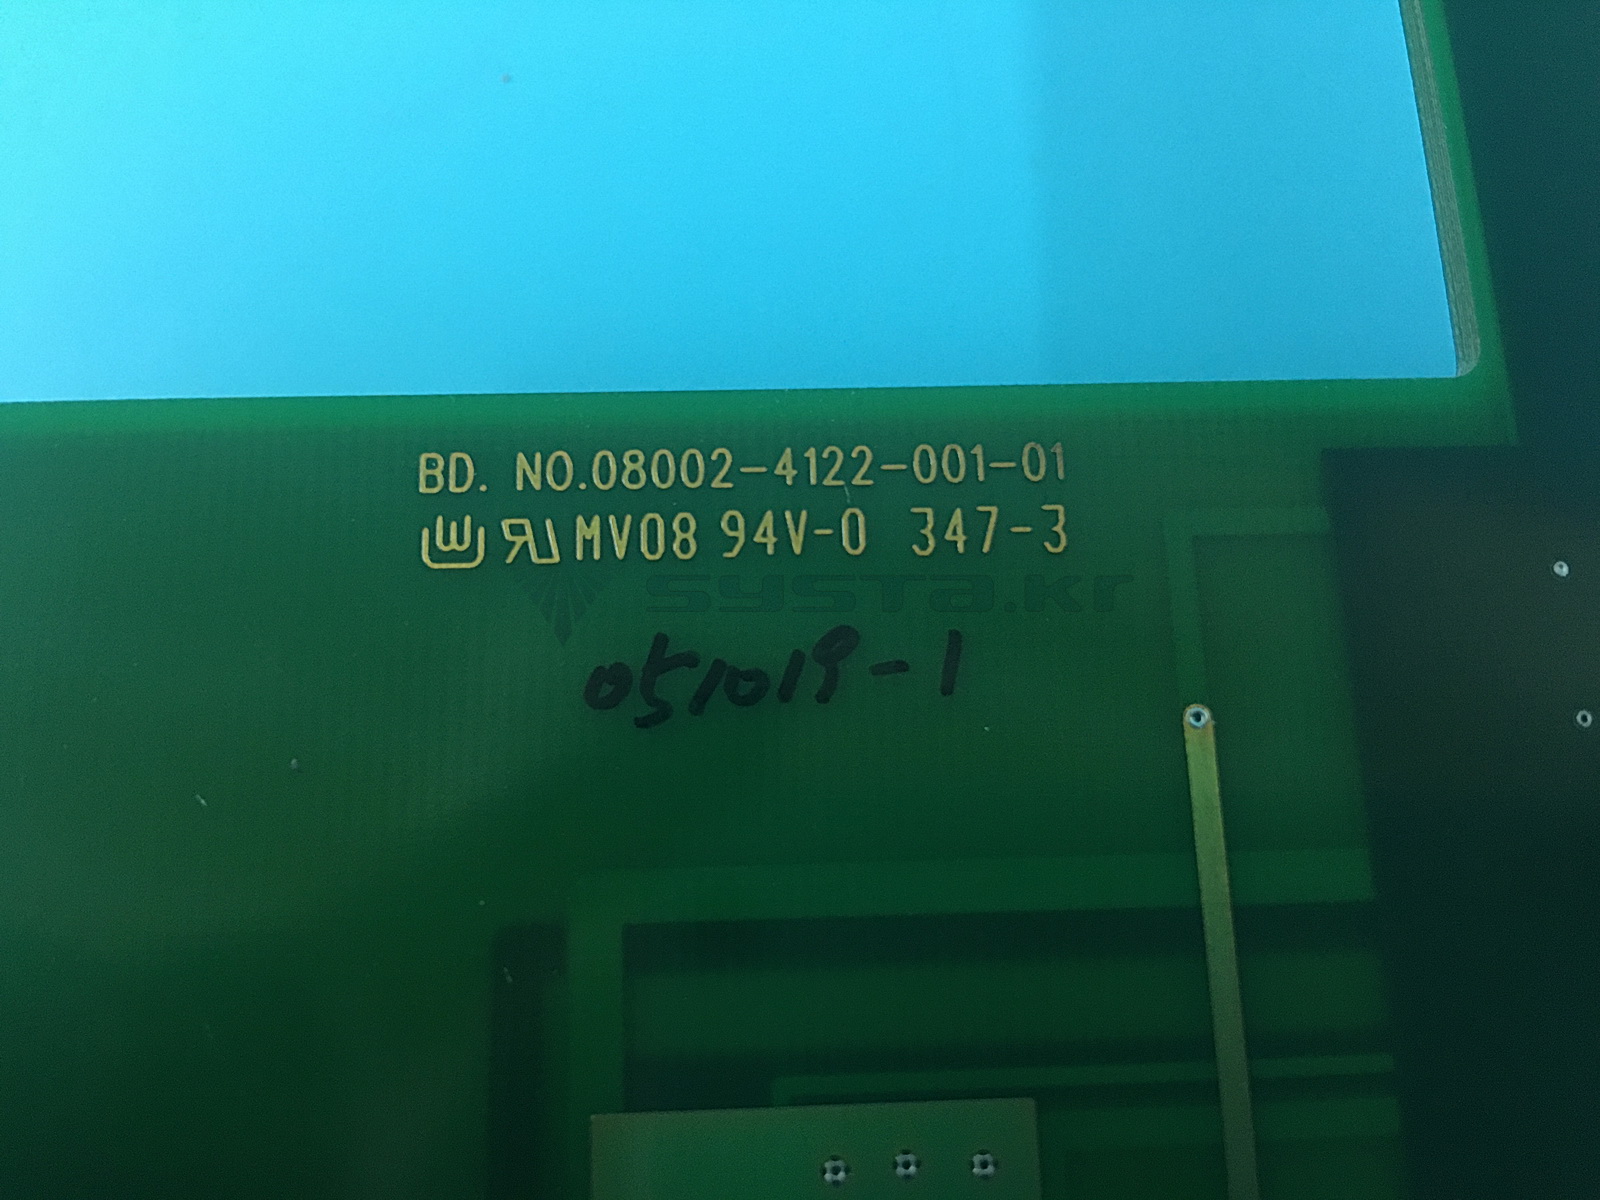 BD. NO.08002-4122-001-01
MV08 94V-0 347-3
systa.kr
051019-1